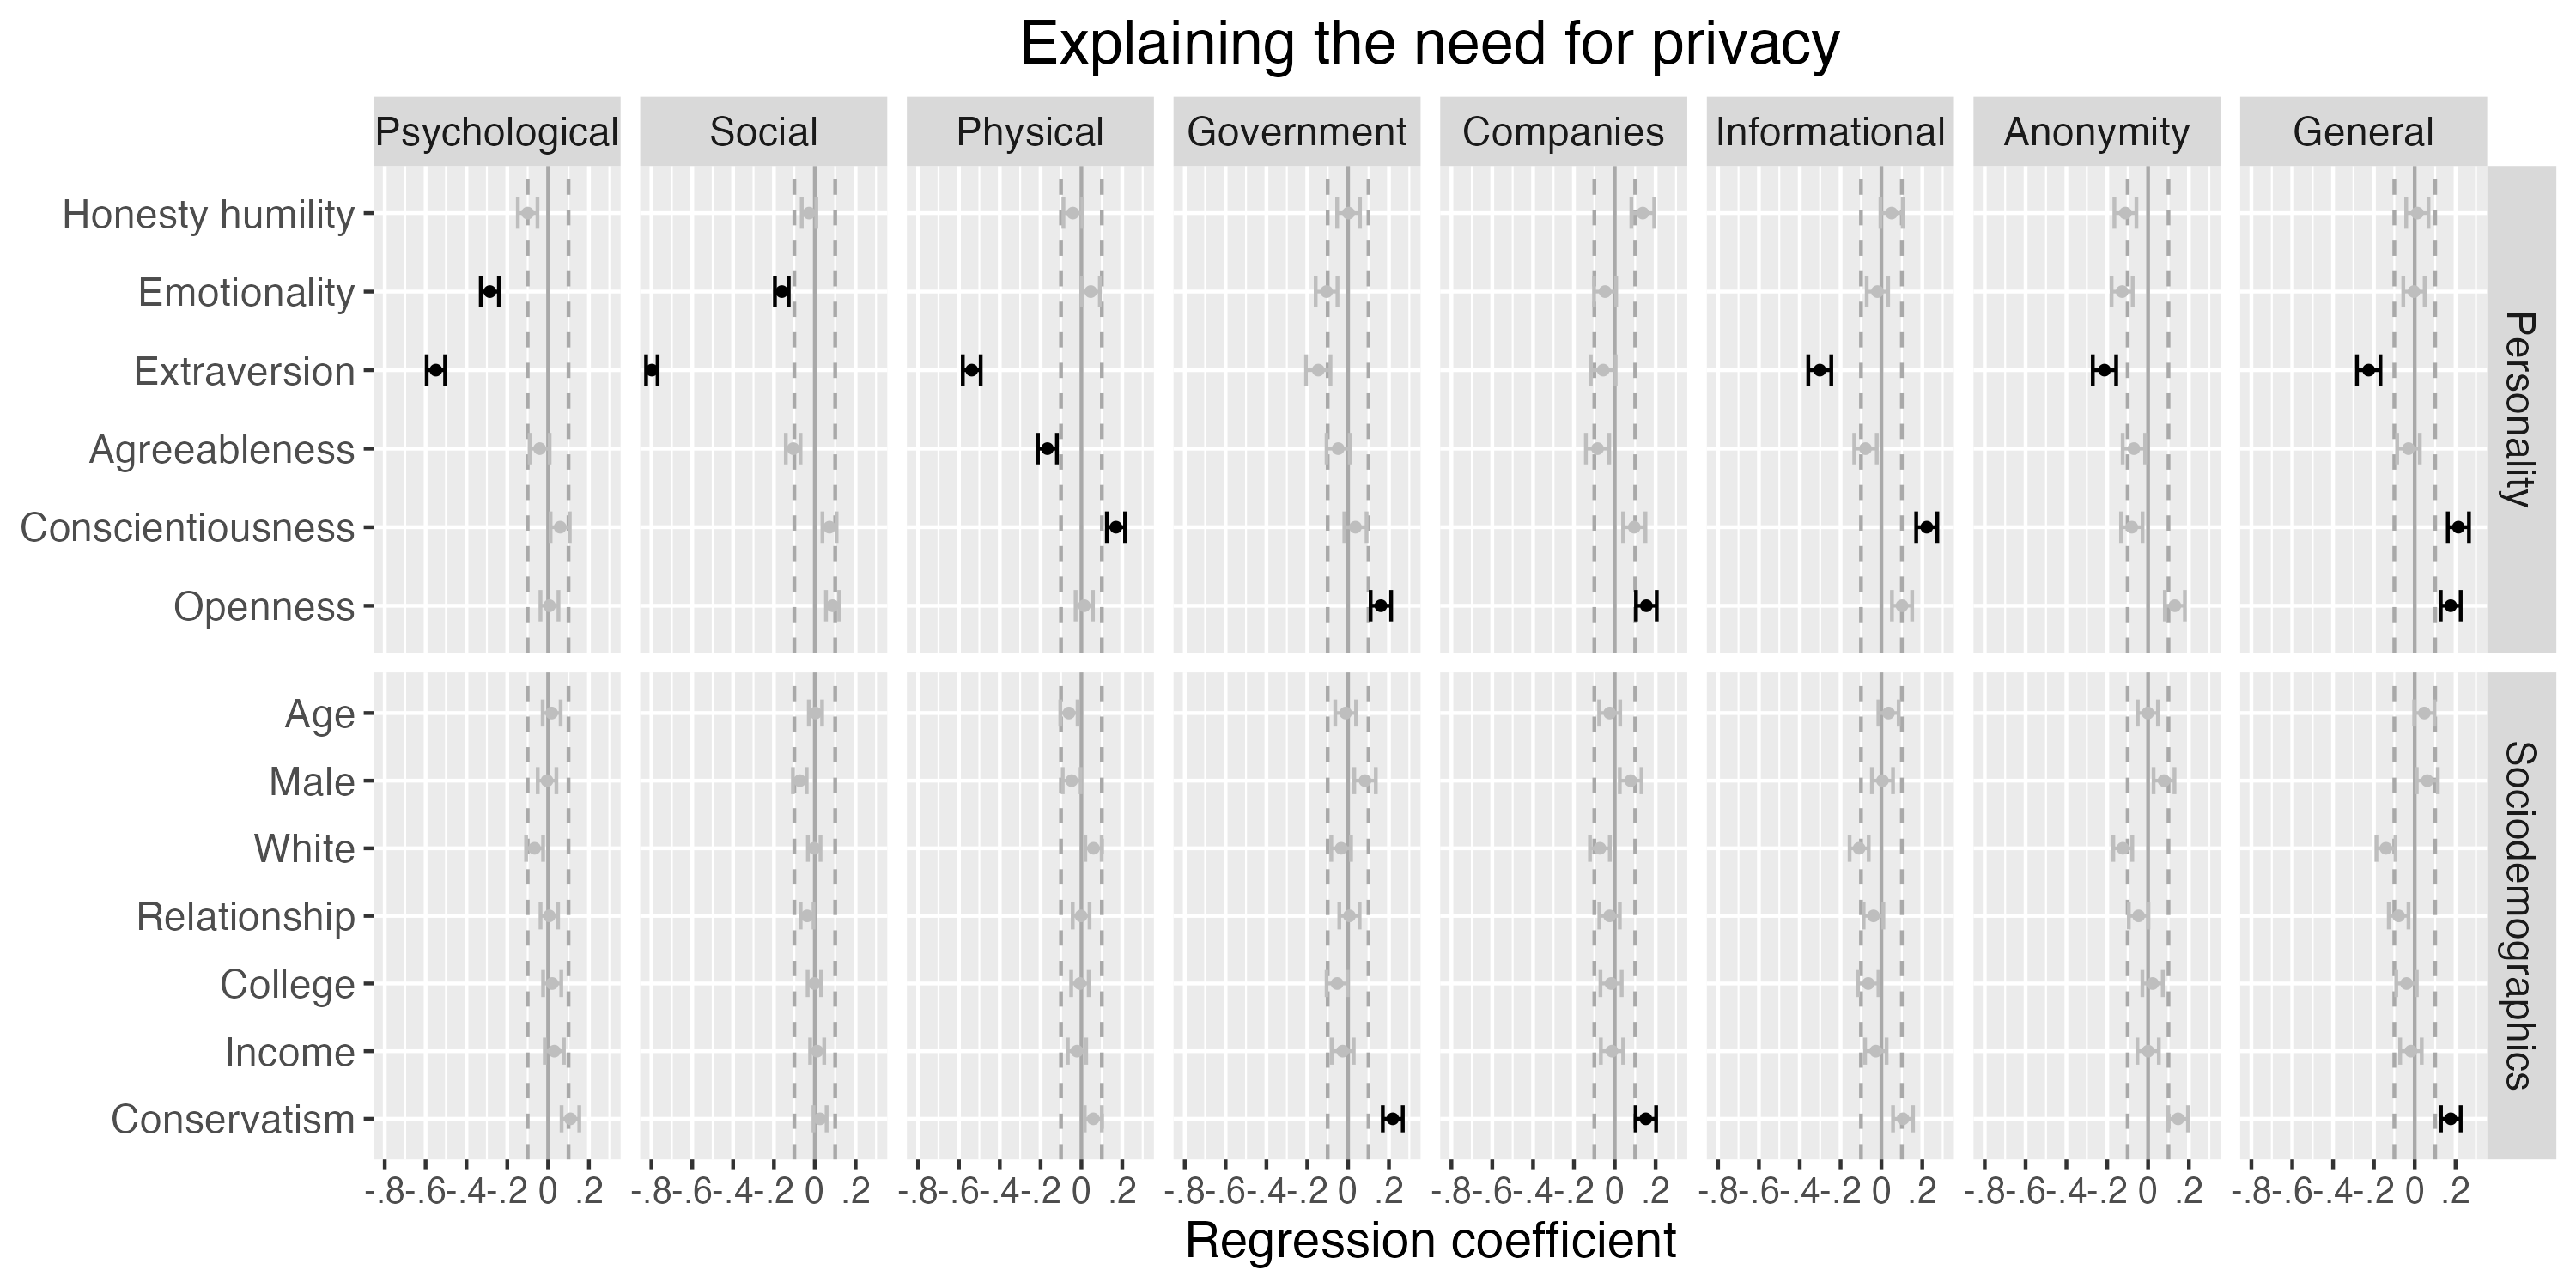 Explaining the need for privacy
Psychological Social Physical Government Companies Informational Anonymity General
Honesty humility
Emotionality
Extraversion
Agreeableness
Conscientiousness
Openness
Personality
Age
Male
White
Relationship
College
Income
Conservatism
Sociodemographics
-.8 -.6 -.4 -.2 0 .2 -.8 -.6 -.4 -.2 0 .2 -.8 -.6 -.4 -.2 0 .2 -.8 -.6 -.4 -.2 0 .2 -.8 -.6 -.4 -.2 0 .2 -.8 -.6 -.4 -.2 0 .2 -.8 -.6 -.4 -.2 0 .2 -.8 -.6 -.4 -.2 0 .2
Regression coefficient